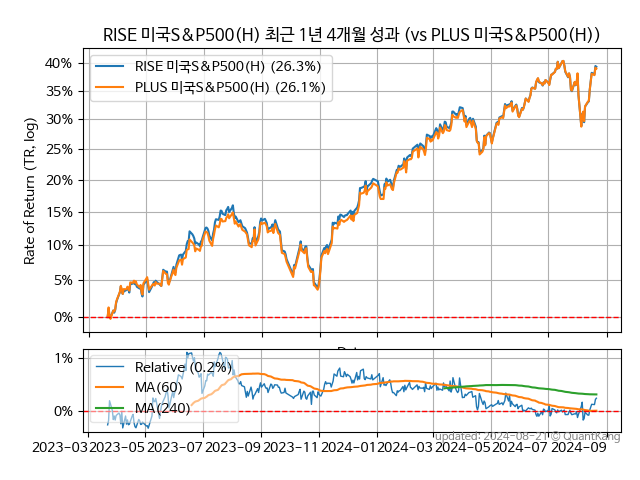 RISE 미국S&P500(H) 최근 1년 4개월 성과 (vs PLUS 미국S&P500(H))
40%
35%
30%
25%
20%
15%
10%
5%
0%
Rate of Return (TR, log)
RISE 미국S&P500(H) (26.3%)
PLUS 미국S&P500(H) (26.1%)
1%
0%
Relative (0.2%)
MA(60)
MA(240)
updated: 2024-08-21 © QuantKang
2023-03
2023-05
2023-07
2023-09
2023-11
2024-01
2024-03
2024-05
2024-07
2024-09